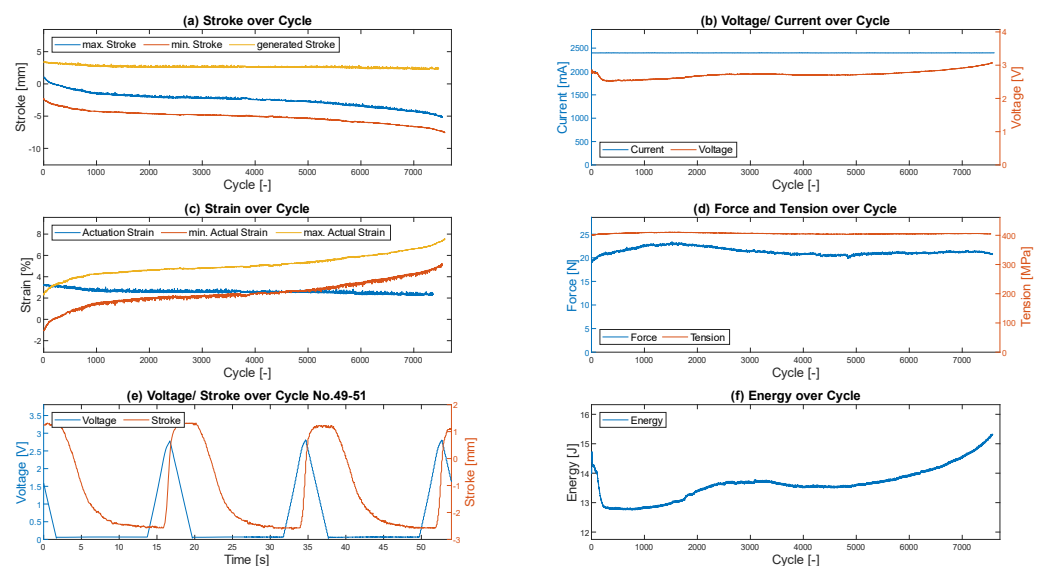 (a) Stroke over Cycle
max. Stroke min. Stroke generated Stroke
5
0
-5
-10
Stroke [mm]
0 1000 2000 3000 4000 5000 6000 7000
Cycle [-]
(b) Voltage/ Current over Cycle
2500
2000
1500
1000
500
0
Current [mA]
4
3
2
1
0
Voltage [V]
Current Voltage
0 1000 2000 3000 4000 5000 6000 7000
Cycle [-]
(c) Strain over Cycle
Actuation Strain min. Actual Strain max. Actual Strain
8
6
4
2
0
-2
Strain [%]
0 1000 2000 3000 4000 5000 6000 7000
Cycle [-]
(d) Force and Tension over Cycle
25
20
15
10
5
0
Force [N]
400
300
200
100
0
Tension [MPa]
Force Tension
0 1000 2000 3000 4000 5000 6000 7000
Cycle [-]
(e) Voltage/ Stroke over Cycle No.49-51
Voltage Stroke
3.5
3
2.5
2
1.5
1
0.5
0
Voltage [V]
2
1
0
-1
-2
-3
Stroke [mm]
0 5 10 15 20 25 30 35 40 45 50
Time [s]
(f) Energy over Cycle
Energy
16
15
14
13
12
Energy [J]
0 1000 2000 3000 4000 5000 6000 7000
Cycle [-]